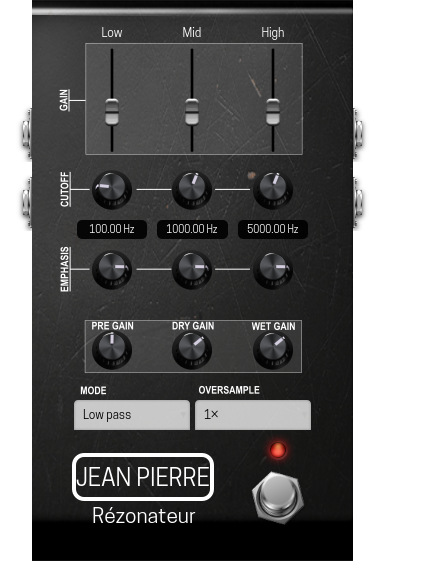 Low Mid High
GAIN
CUTOFF
100.00 Hz 1000.00 Hz 5000.00 Hz
EMPHASIS
PRE GAIN DRY GAIN WET GAIN
MODE OVERSAMPLE
Low pass 1×
JEAN PIERRE
Rézonateur